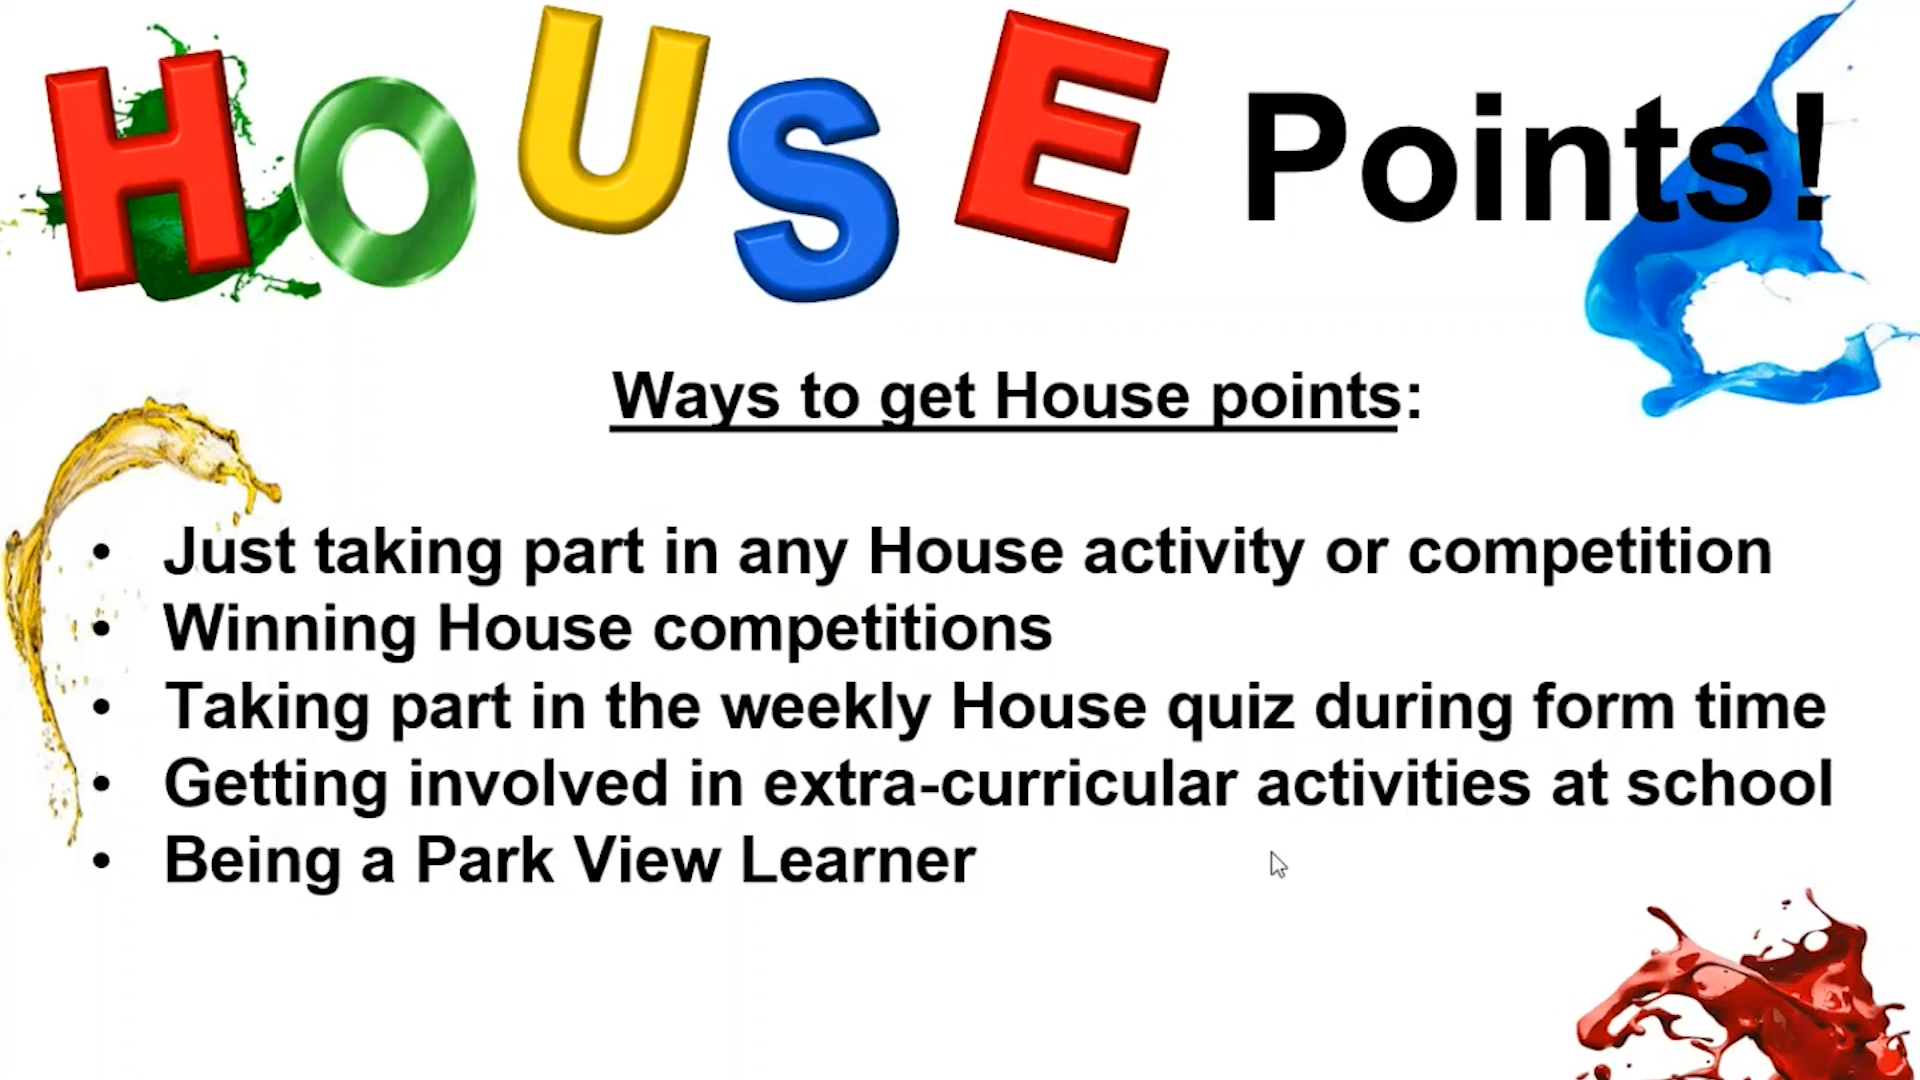 HOUSE Points!
Ways to get House points:
• Just taking part in any House activity or competition
• Winning House competitions
• Taking part in the weekly House quiz during form time
• Getting involved in extra-curricular activities at school
• Being a Park View Learner